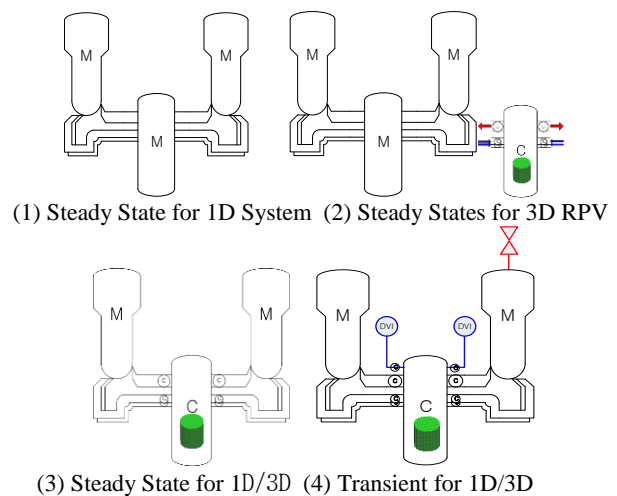 M M M M
M M
C
(1) Steady State for 1D System (2) Steady States for 3D RPV
M M M
DVI DVI
M
C C C C
C C
C C
(3) Steady State for 1D/3D (4) Transient for 1D/3D